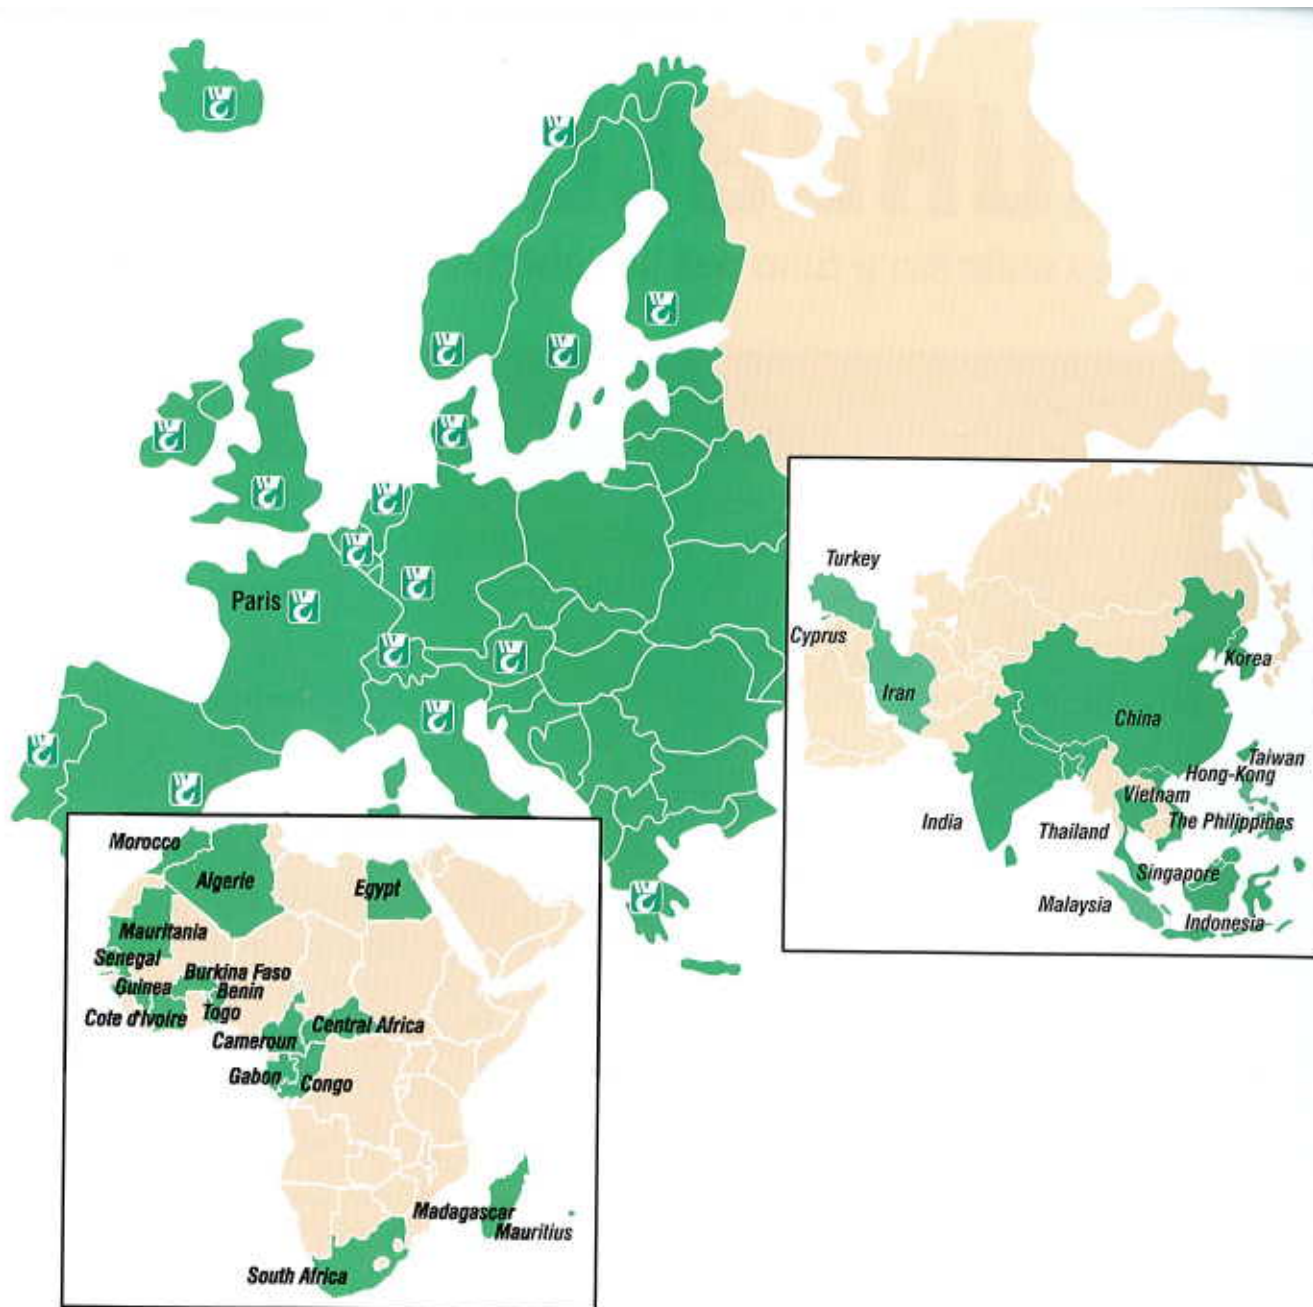 Paris
Turkey
Cyprus
Iran
Korea
China
Taiwan
Hong-Kong
Vietnam
India
Thailand
The Philippines
Singapore
Malaysia
Indonesia
Morocco
Algerie
Egypt
Mauritania
Senegal
Burkina Faso
Guinea
Benin
Cote d'Ivoire
Togo
Central Africa
Cameroun
Gabon
Congo
Madagascar
Mauritius
South Africa